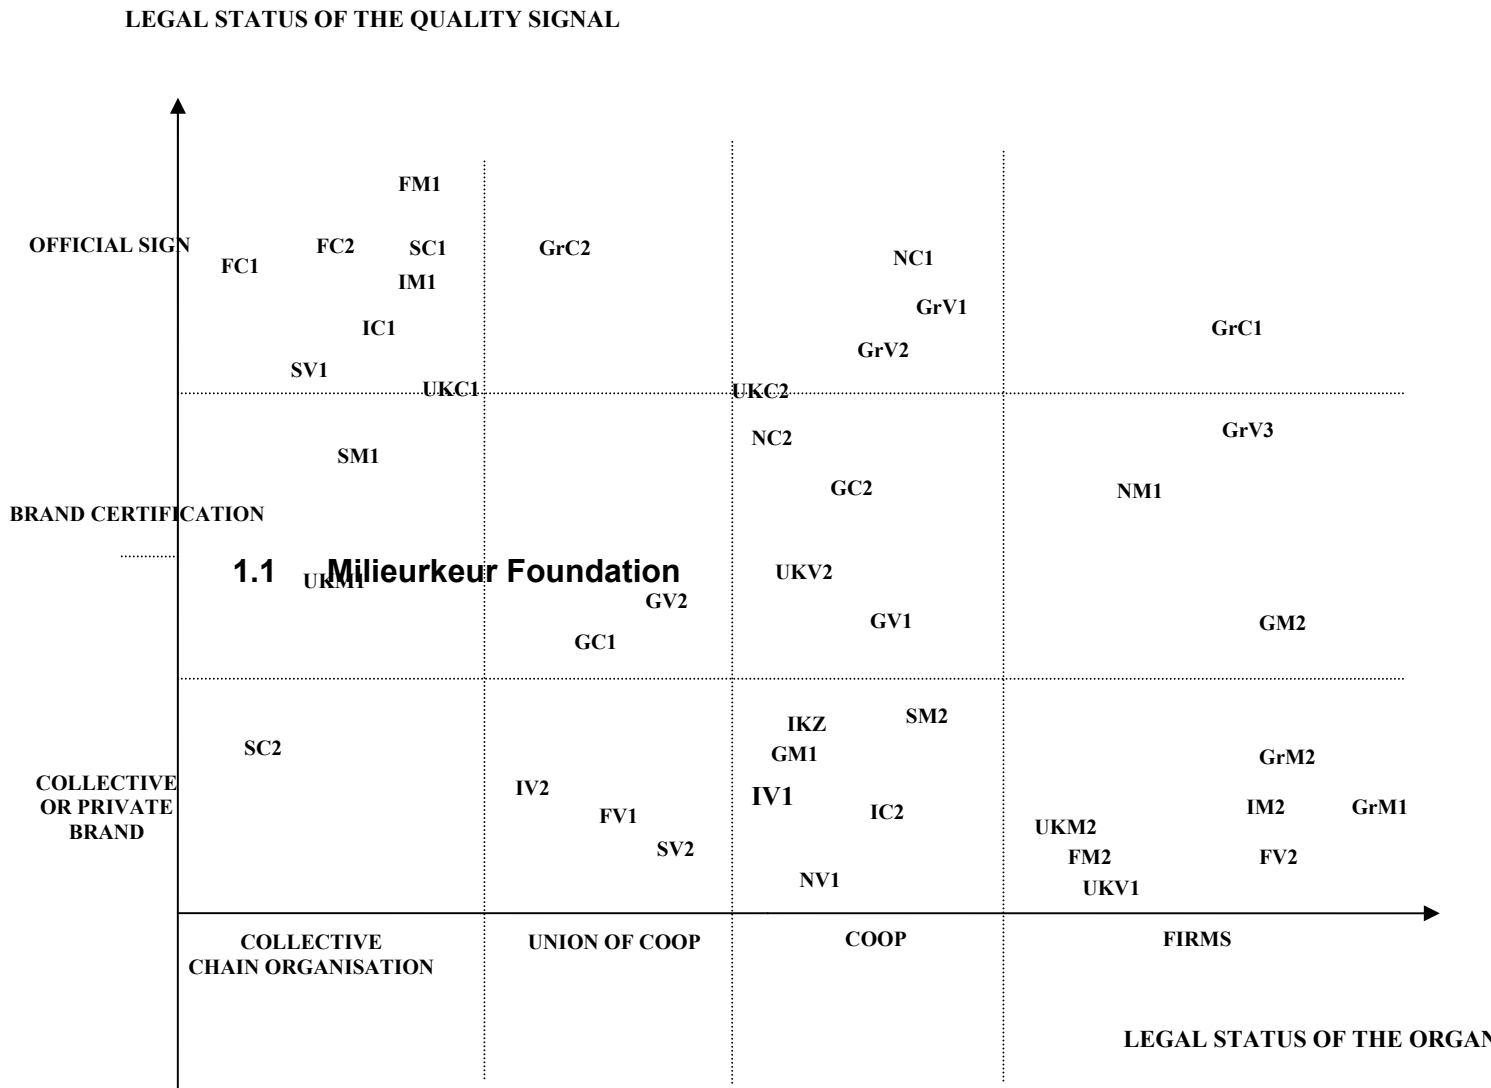 LEGAL STATUS OF THE QUALITY SIGNAL
FM1
OFFICIAL SIGN
FC1
FC2
SC1
IM1
GrC2
NC1
GrV1
GrC1
IC1
GrV2
SV1
UKC1
UKC2
GrV3
NC2
SM1
GC2
NM1
BRAND CERTIFICATION
1.1 Milieurkeur Foundation
UKM1
UKV2
GV2
GV1
GM2
GC1
IKZ
SM2
SC2
GM1
GrM2
COLLECTIVE
OR PRIVATE
BRAND
IV2
IV1
FV1
IC2
IM2
GrM1
UKM2
SV2
FM2
FV2
NV1
UKV1
COLLECTIVE
CHAIN ORGANISATION
UNION OF COOP
COOP
FIRMS
LEGAL STATUS OF THE ORGAN